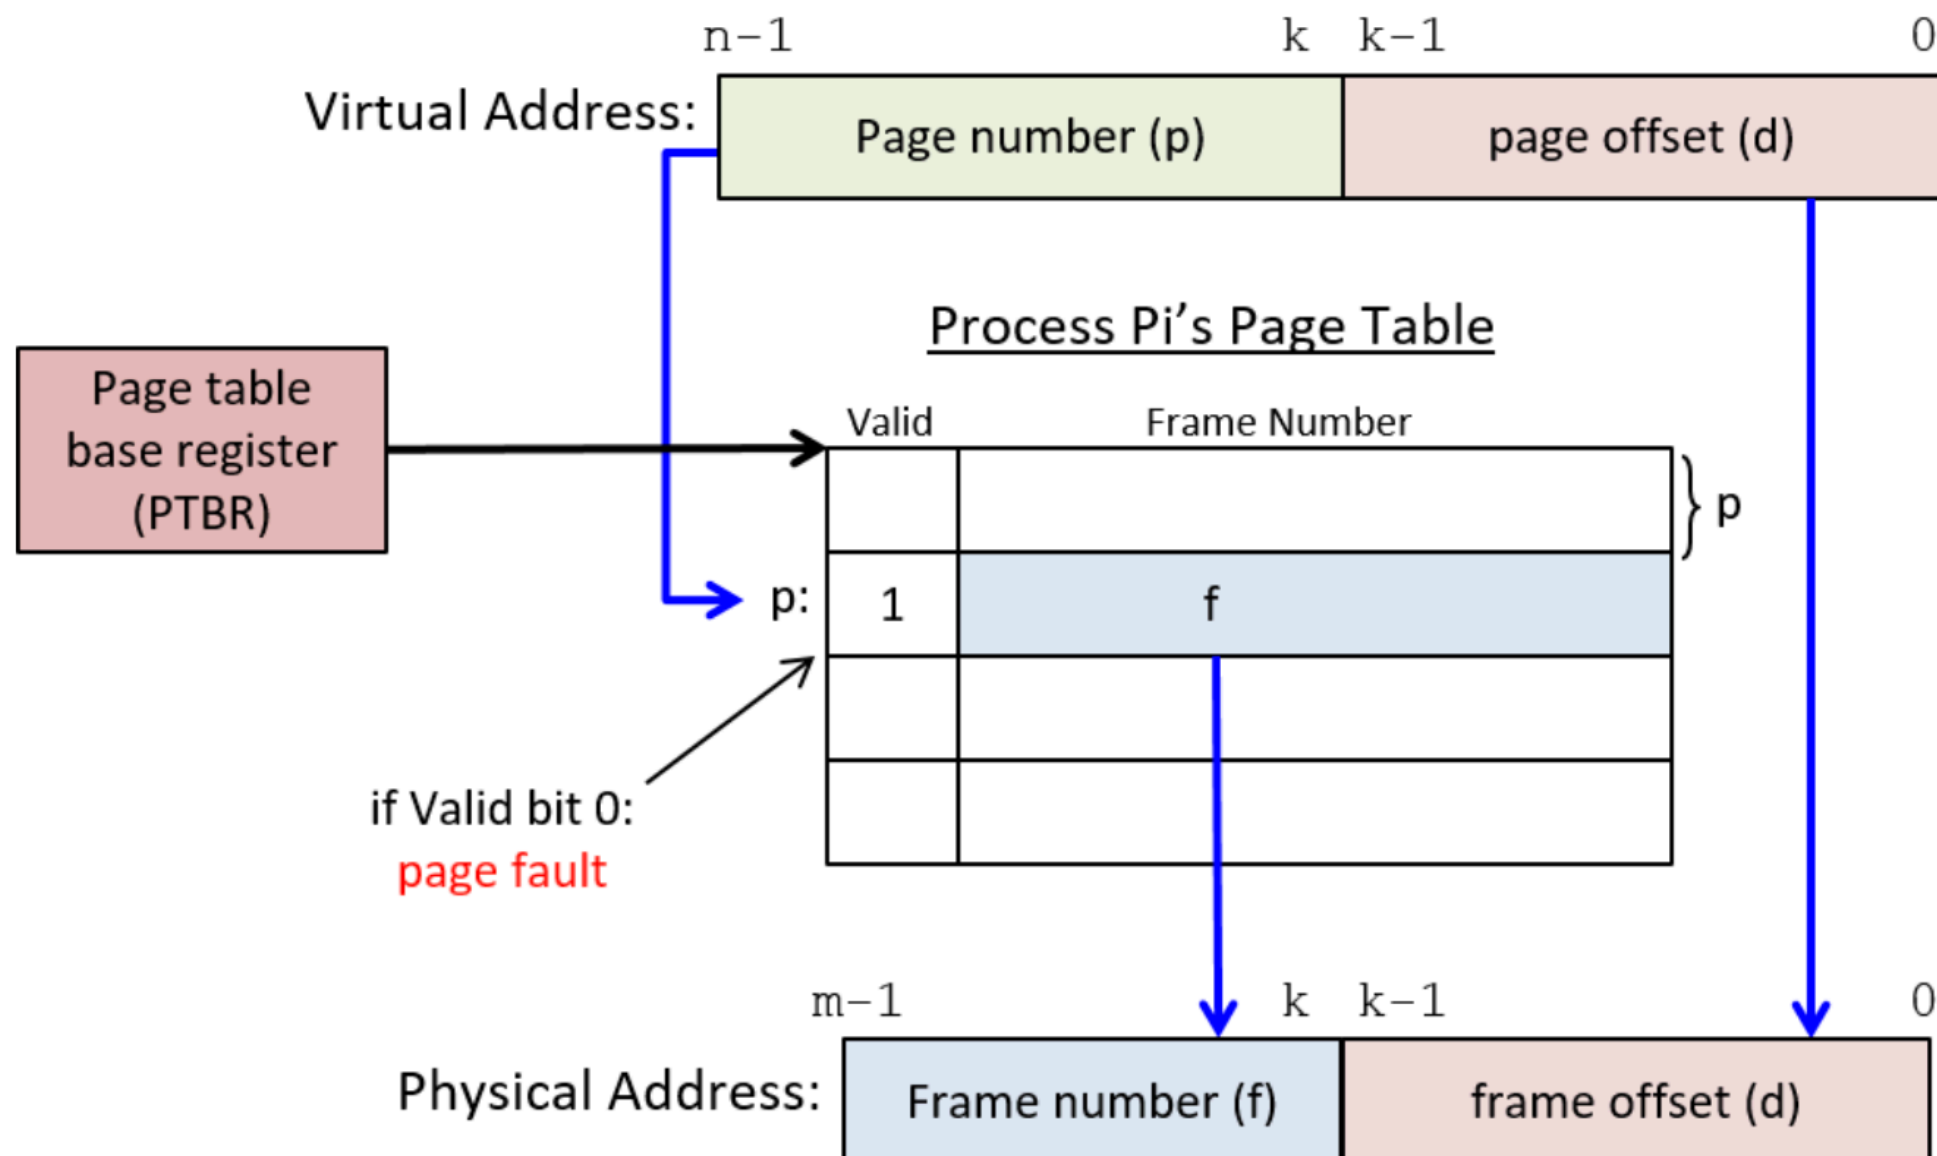 n-1 k k-1 0
Virtual Address:
Page number (p) page offset (d)
Process Pi’s Page Table
Page table
base register
(PTBR)
Valid Frame Number
p
p: 1 f
if Valid bit 0:
page fault
m-1 k k-1 0
Physical Address:
Frame number (f) frame offset (d)